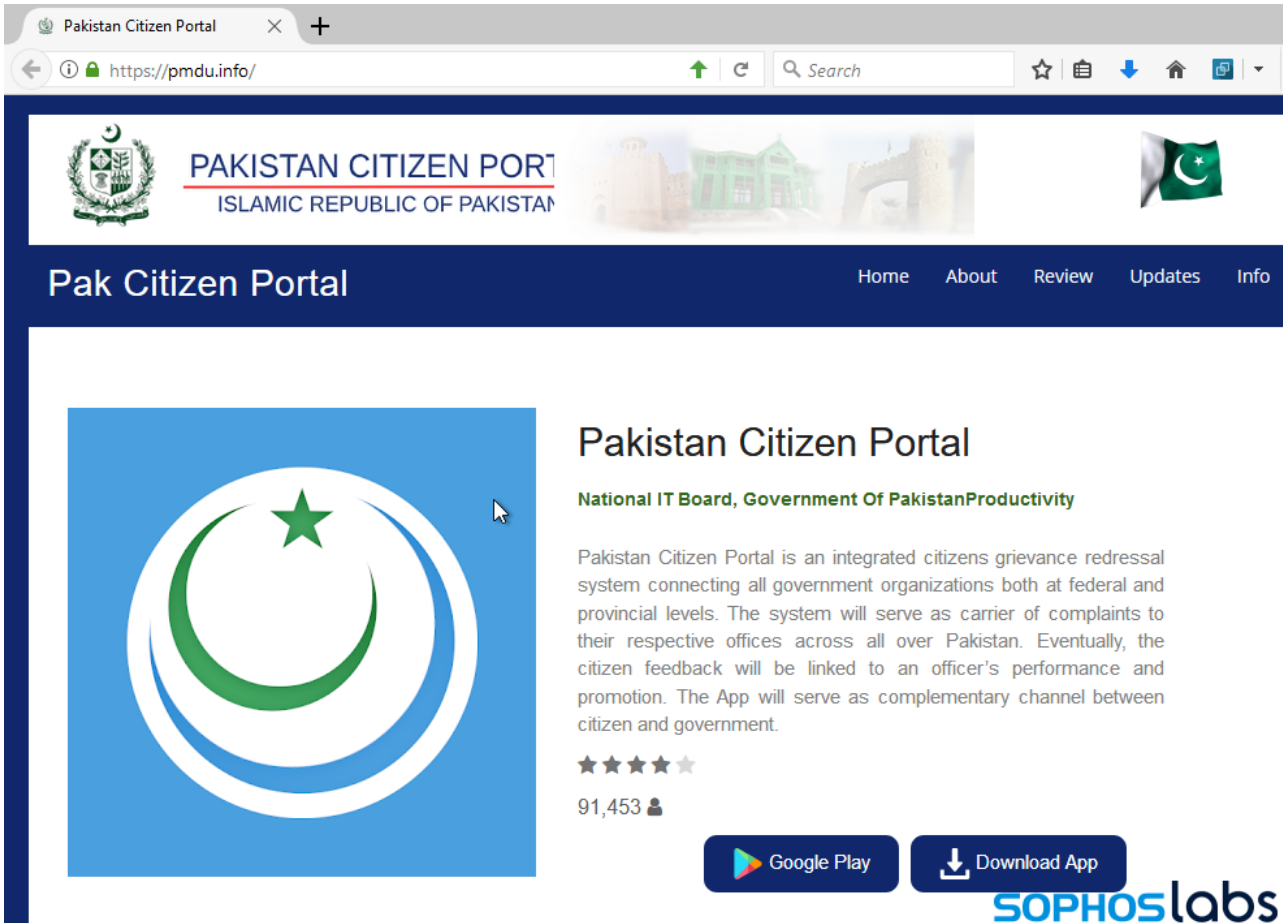 Pakistan Citizen Portal
https://pmdu.info/
Search
PAKISTAN CITIZEN PORT
ISLAMIC REPUBLIC OF PAKISTAN
Pak Citizen Portal
Home About Review Updates Info
Pakistan Citizen Portal
National IT Board, Government Of PakistanProductivity
Pakistan Citizen Portal is an integrated citizens grievance redressal
system connecting all government organizations both at federal and
provincial levels. The system will serve as carrier of complaints to
their respective offices across all over Pakistan. Eventually, the
citizen feedback will be linked to an officer's performance and
promotion. The App will serve as complementary channel between
citizen and government.
91,453
Google Play Download App
SOPHOSlabs